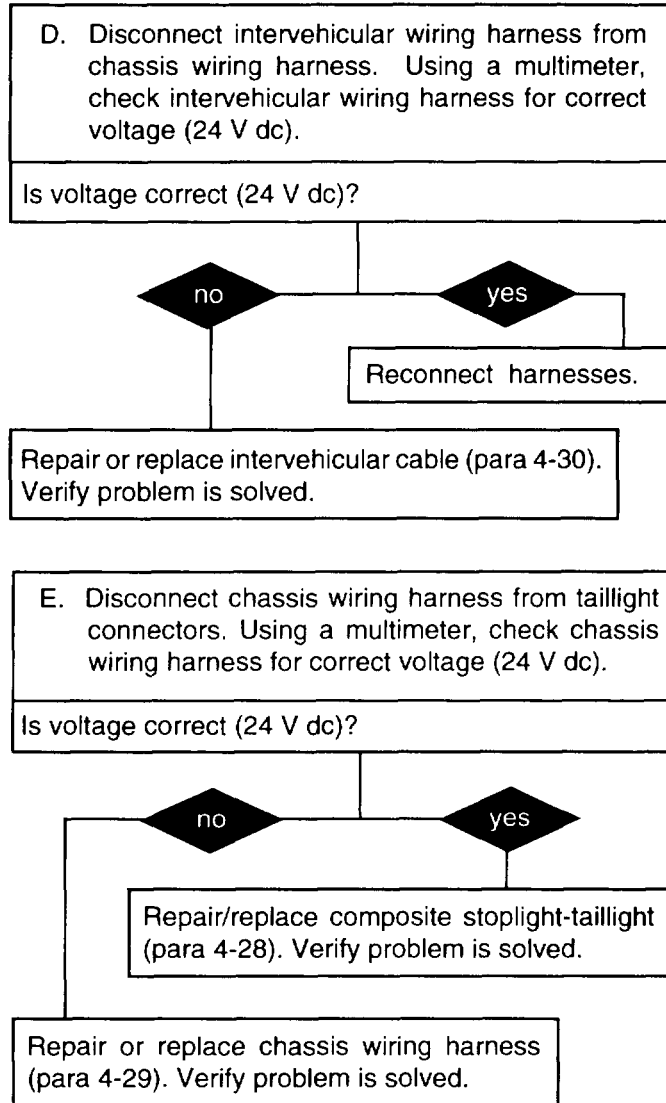 D. Disconnect intervehicular wiring harness from
chassis wiring harness. Using a multimeter,
check intervehicular wiring harness for correct
voltage (24 V dc).
Is voltage correct (24 V dc)?
no
yes
Reconnect harnesses.
Repair or replace intervehicular cable (para 4-30).
Verify problem is solved.
E. Disconnect chassis wiring harness from taillight
connectors. Using a multimeter, check chassis
wiring harness for correct voltage (24 V dc).
Is voltage correct (24 V dc)?
no
yes
Repair/replace composite stoplight-taillight
(para 4-28). Verify problem is solved.
Repair or replace chassis wiring harness
(para 4-29). Verify problem is solved.